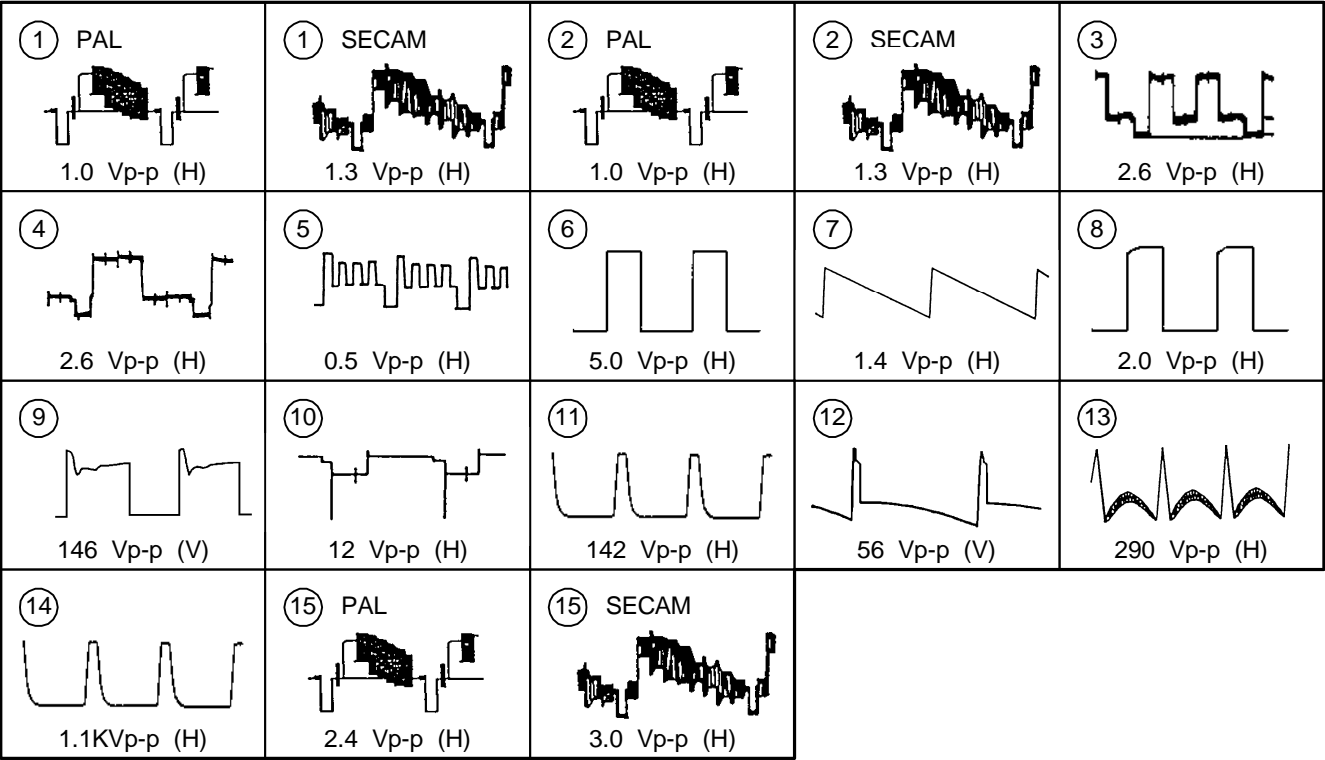 1 PAL
1.0 Vp-p (H)
1 SECAM
1.3 Vp-p (H)
2 PAL
1.0 Vp-p (H)
2 SECAM
1.3 Vp-p (H)
3
2.6 Vp-p (H)
4
2.6 Vp-p (H)
5
0.5 Vp-p (H)
6
5.0 Vp-p (H)
7
1.4 Vp-p (H)
8
2.0 Vp-p (H)
9
146 Vp-p (V)
10
12 Vp-p (H)
11
142 Vp-p (H)
12
56 Vp-p (V)
13
290 Vp-p (H)
14
1.1KVp-p (H)
15 PAL
2.4 Vp-p (H)
15 SECAM
3.0 Vp-p (H)